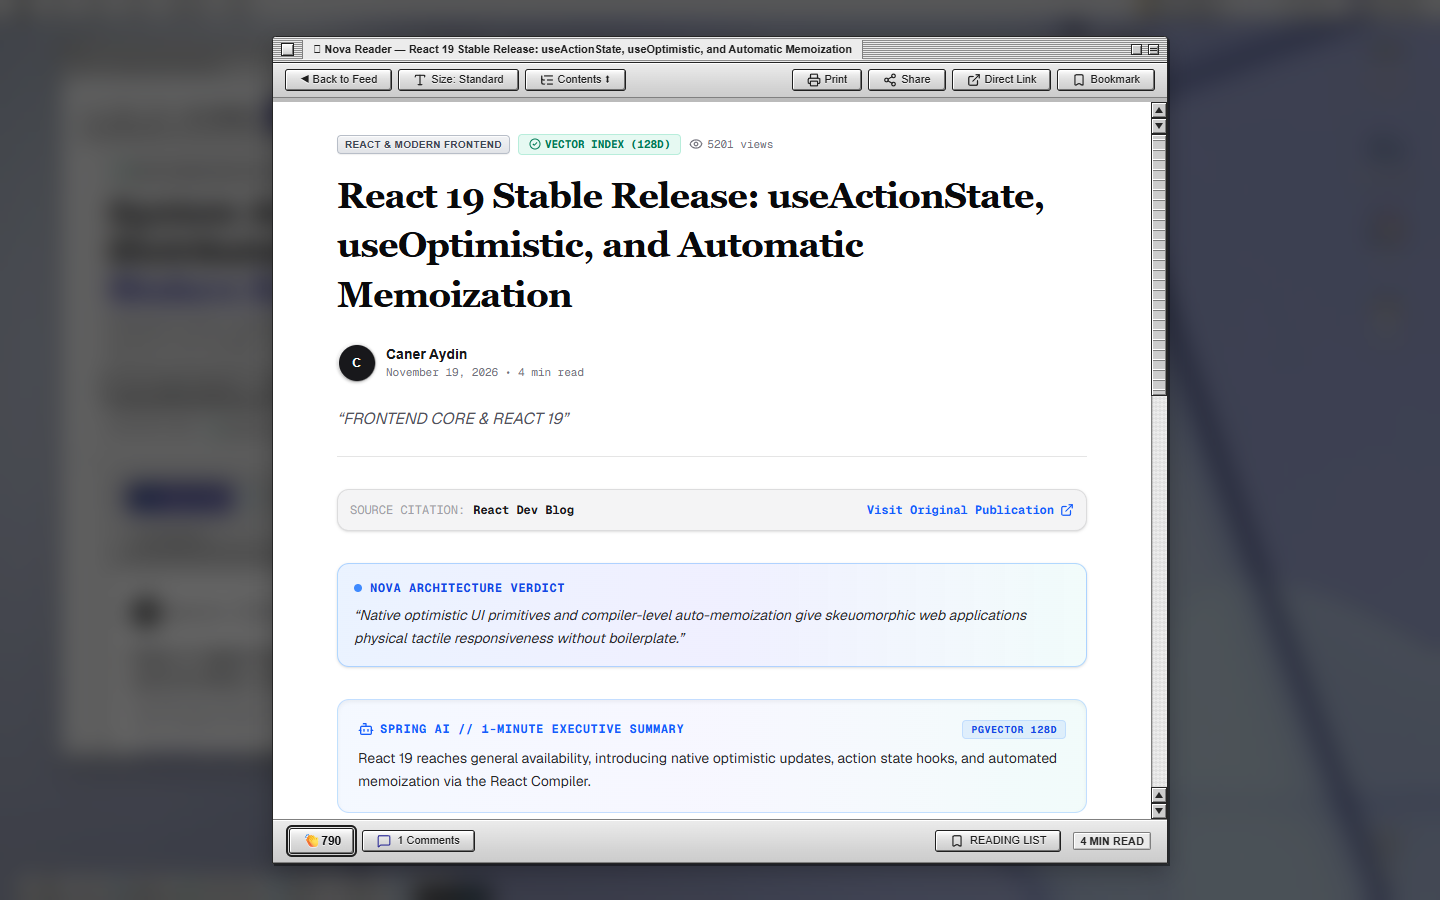 Nova Reader — React 19 Stable Release: useActionState, useOptimistic, and Automatic Memoization
Back to Feed
Size: Standard
Contents
Print
Share
Direct Link
Bookmark
REACT & MODERN FRONTEND
VECTOR INDEX (128D)
5201 views
React 19 Stable Release: useActionState,
useOptimistic, and Automatic
Memoization
C
Caner Aydin
November 19, 2026 • 4 min read
“FRONTEND CORE & REACT 19”
SOURCE CITATION: React Dev Blog
Visit Original Publication
NOVA ARCHITECTURE VERDICT
“Native optimistic UI primitives and compiler-level auto-memoization give skeuomorphic web applications
physical tactile responsiveness without boilerplate.”
SPRING AI // 1-MINUTE EXECUTIVE SUMMARY
PGVECTOR 128D
React 19 reaches general availability, introducing native optimistic updates, action state hooks, and automated
memoization via the React Compiler.
790
1 Comments
READING LIST
4 MIN READ